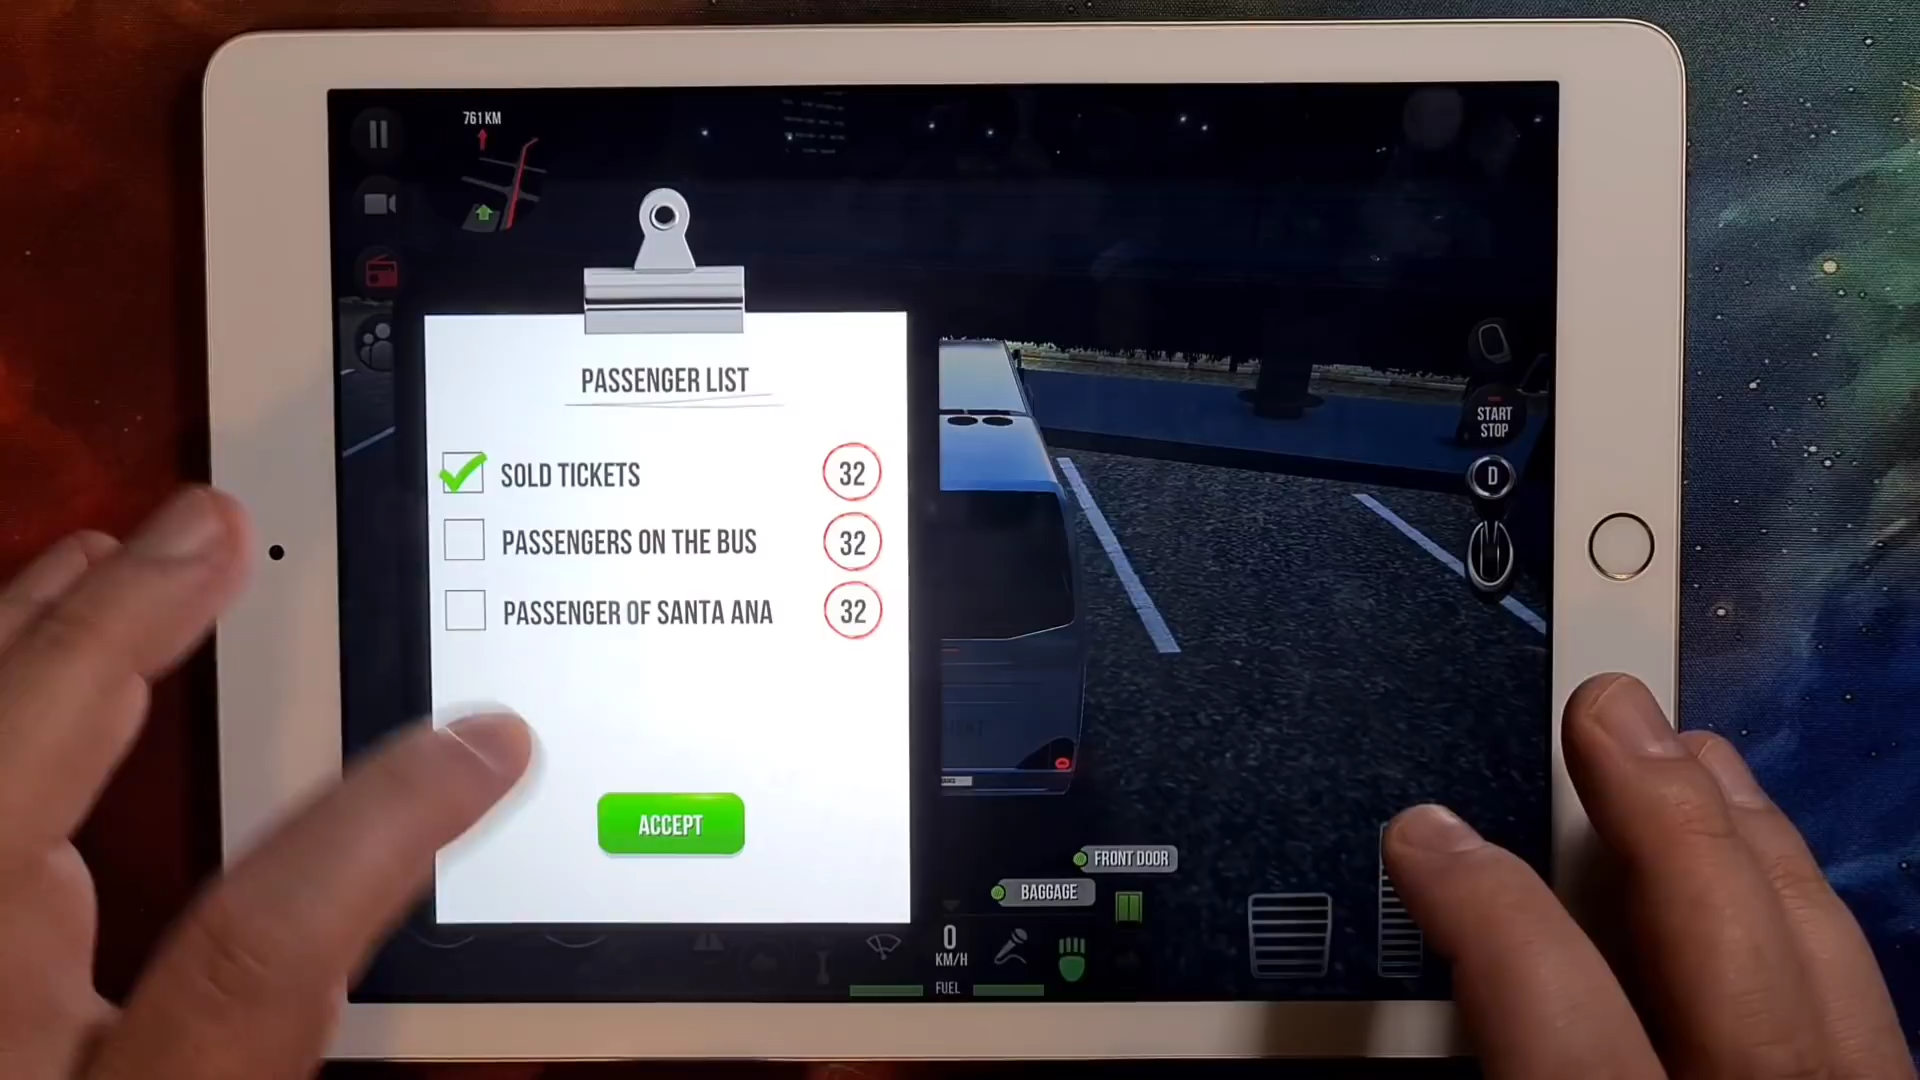 761 KM
PASSENGER LIST
SOLD TICKETS 32
PASSENGERS ON THE BUS 32
PASSENGER OF SANTA ANA 32
ACCEPT
START
STOP
D
FRONT DOOR
BAGGAGE
0
KM/H
FUEL